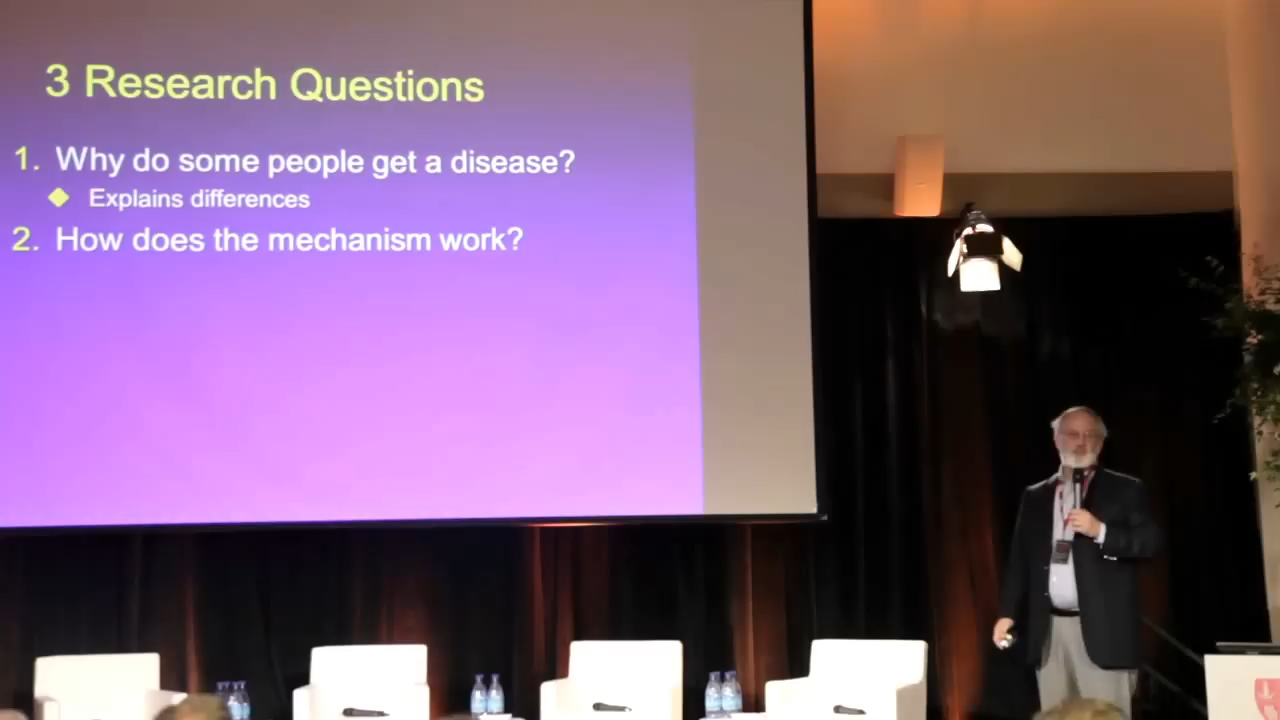 3 Research Questions
1. Why do some people get a disease?
Explains differences
2. How does the mechanism work?